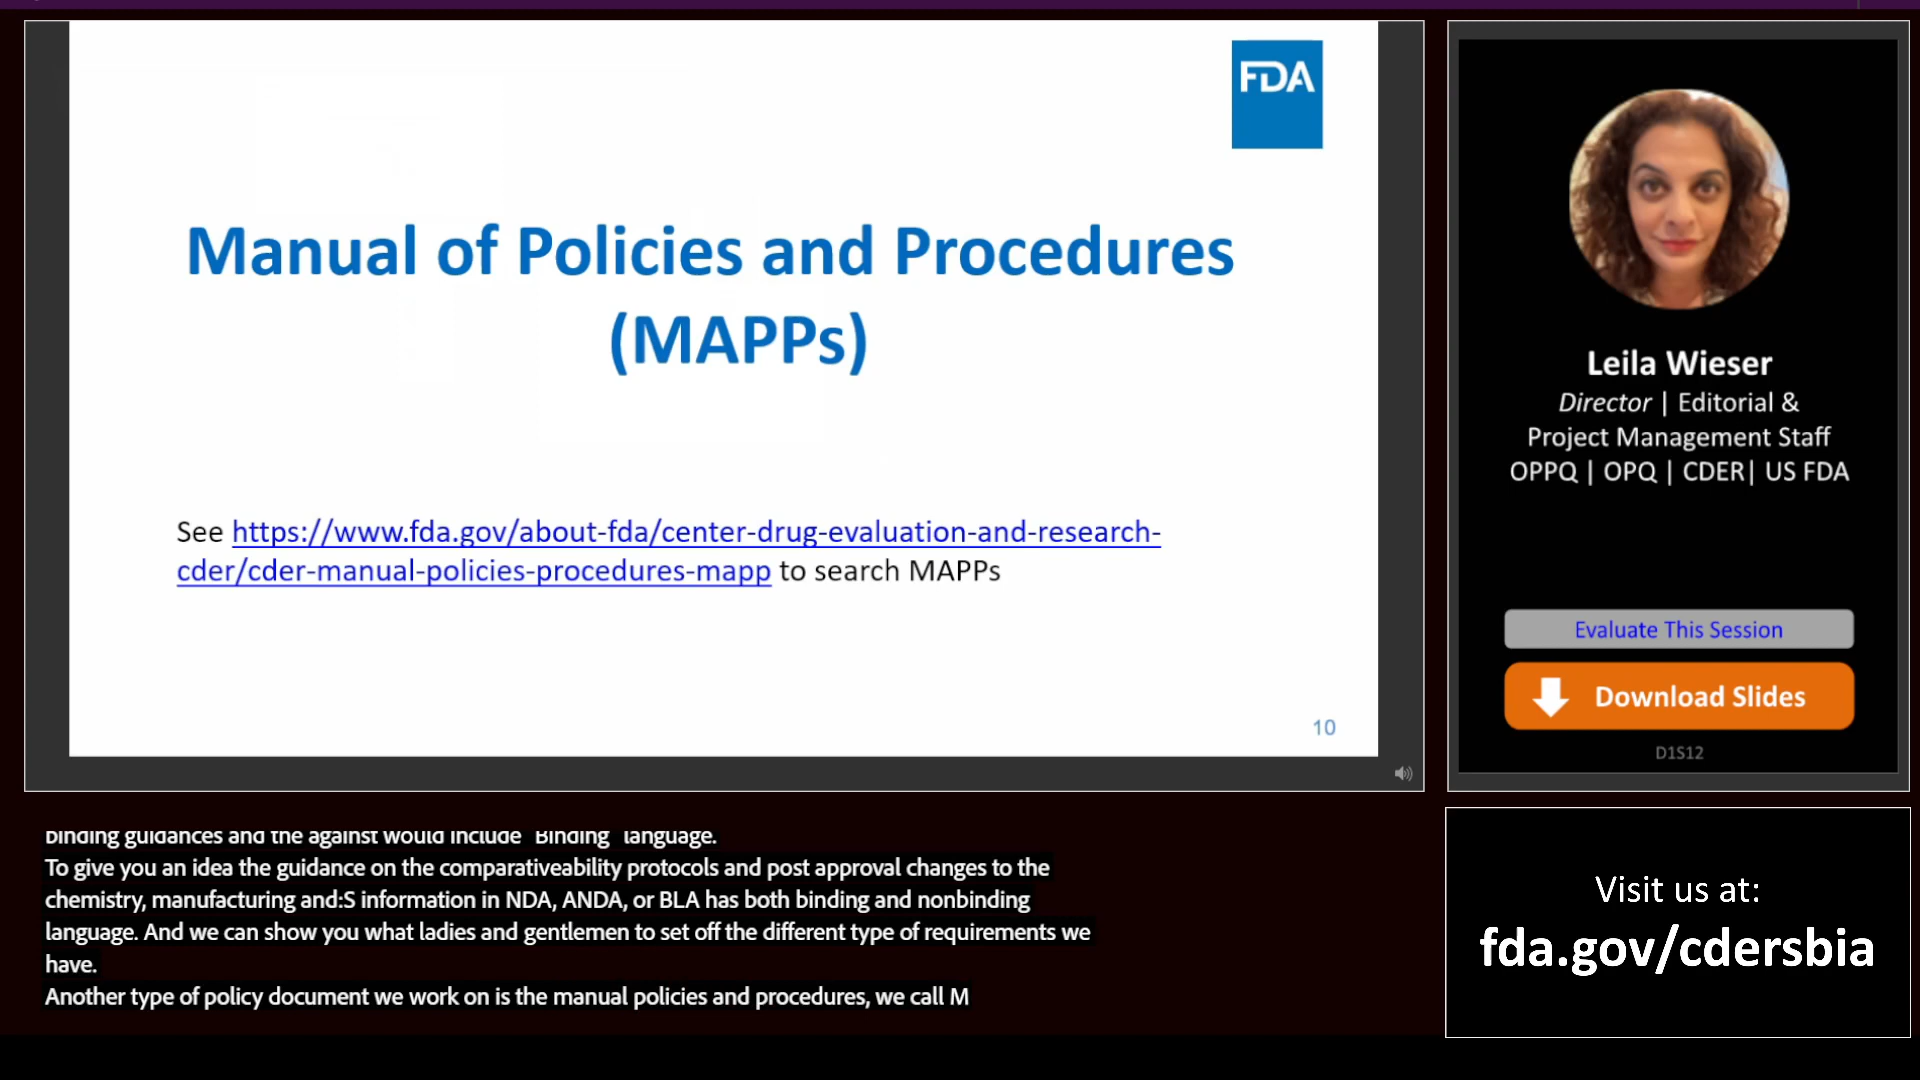 FDA
Manual of Policies and Procedures
(MAPPs)
See https://www.fda.gov/about-fda/center-drug-evaluation-and-research-
cder/cder-manual-policies-procedures-mapp to search MAPPs
10
Leila Wieser
Director | Editorial &
Project Management Staff
OPPQ | OPQ | CDER| US FDA
Evaluate This Session
Download Slides
D1S12
binding guidances and the against would include "Binding" language.
To give you an idea the guidance on the comparativeability protocols and post approval changes to the
chemistry, manufacturing and:S information in NDA, ANDA, or BLA has both binding and nonbinding
language. And we can show you what ladies and gentlemen to set off the different type of requirements we
have.
Another type of policy document we work on is the manual policies and procedures, we call M
Visit us at:
fda.gov/cdersbia